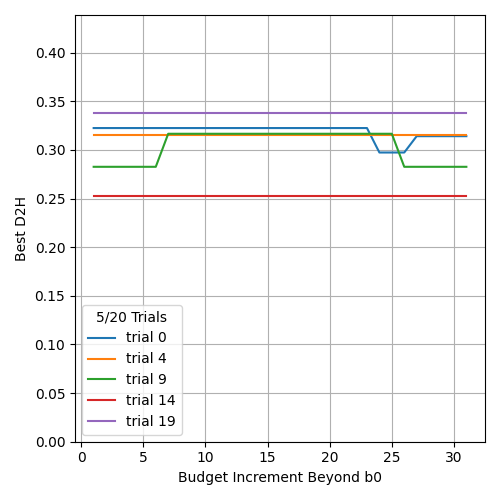 0.40
0.35
0.30
0.25
0.20
0.15
0.10
0.05
0.00
Best D2H
5/20 Trials
trial 0
trial 4
trial 9
trial 14
trial 19
0 5 10 15 20 25 30
Budget Increment Beyond b0